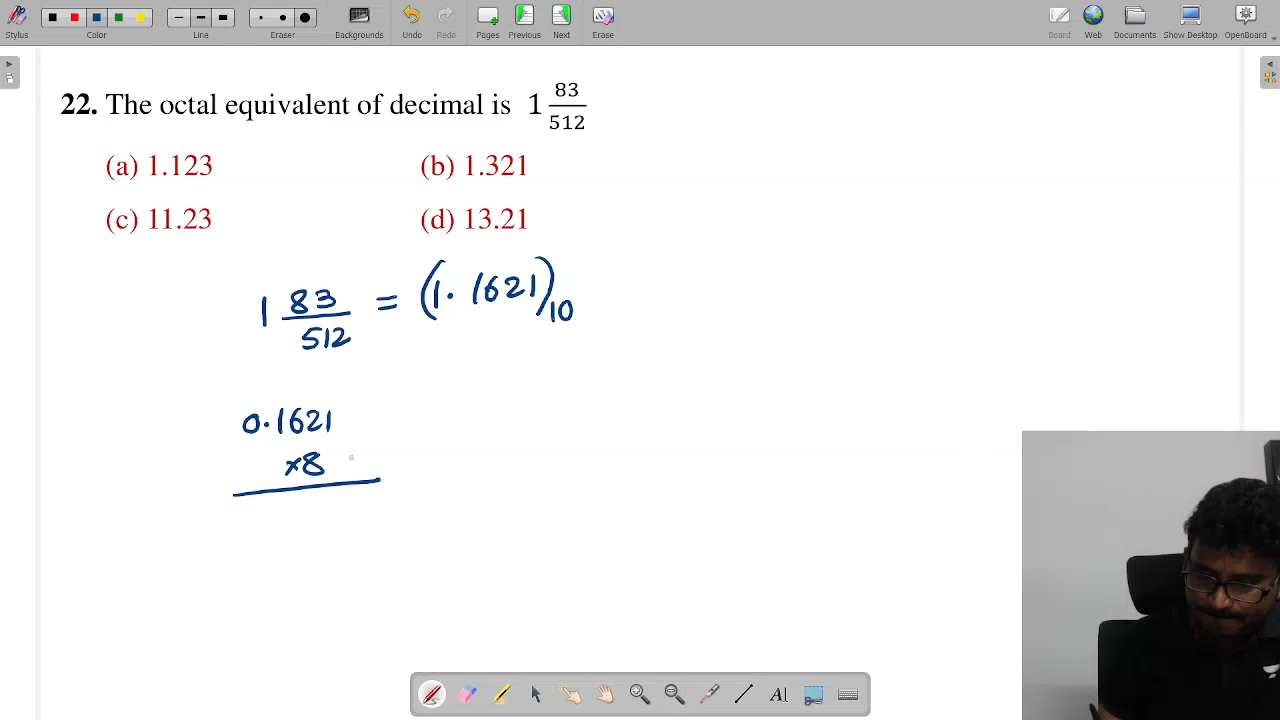 Stylus Color Line Eraser Backgrounds Undo Redo Pages Previous Next Erase Board Web Documents Show Desktop OpenBoard
22. The octal equivalent of decimal is 1 83/512
(a) 1.123 (b) 1.321
(c) 11.23 (d) 13.21
1 83/512 = (1.1621)10
0.1621
×8
AI